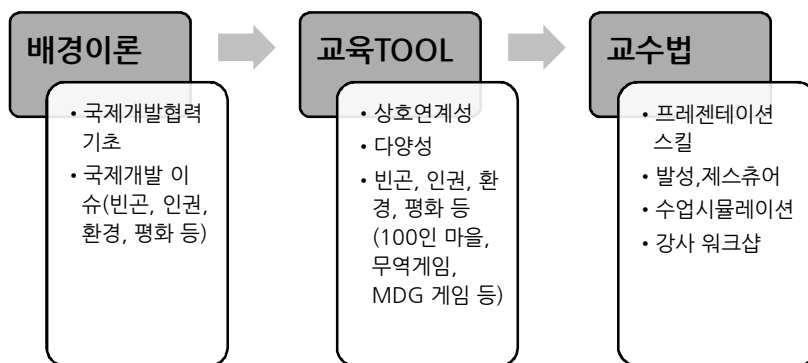 배경이론
• 국제개발협력
기초
• 국제개발 이
슈(빈곤, 인권,
환경, 평화 등)
교육TOOL
• 상호연계성
• 다양성
• 빈곤, 인권, 환
경, 평화 등
(100인 마을,
무역게임,
MDG 게임 등)
교수법
• 프레젠테이션
스킬
• 발성,제스츄어
• 수업시뮬레이션
• 강사 워크샵